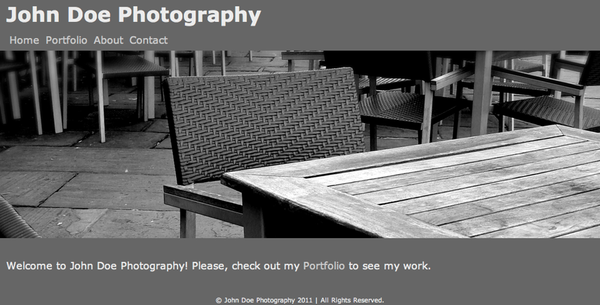 John Doe Photography
Home Portfolio About Contact
Welcome to John Doe Photography! Please, check out my Portfolio to see my work.
© John Doe Photography 2011 | All Rights Reserved.